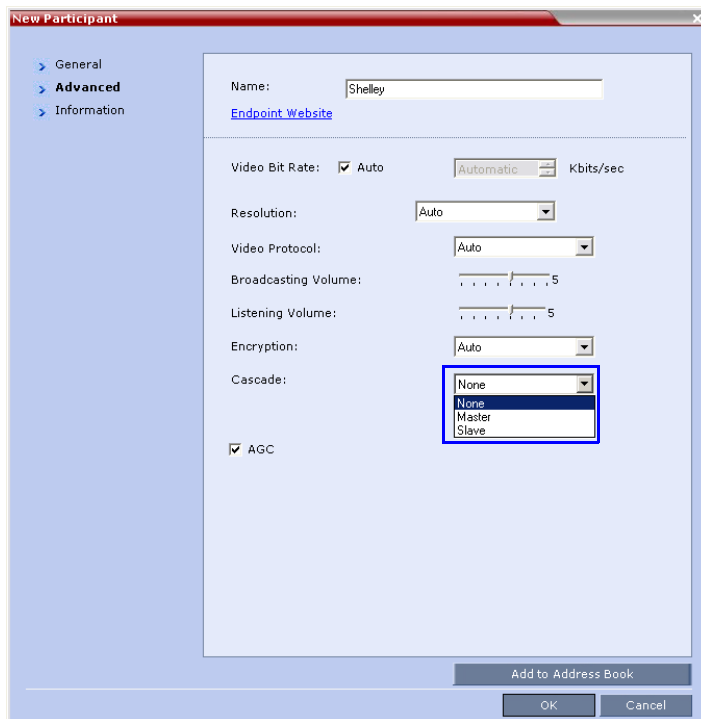 New Participant
General
Advanced
Information
Name: Shelley
Endpoint Website
Video Bit Rate: Auto Automatic Kbits/sec
Resolution: Auto
Video Protocol: Auto
Broadcasting Volume: 5
Listening Volume: 5
Encryption: Auto
Cascade: None
None
Master
Slave
AGC
Add to Address Book
OK Cancel